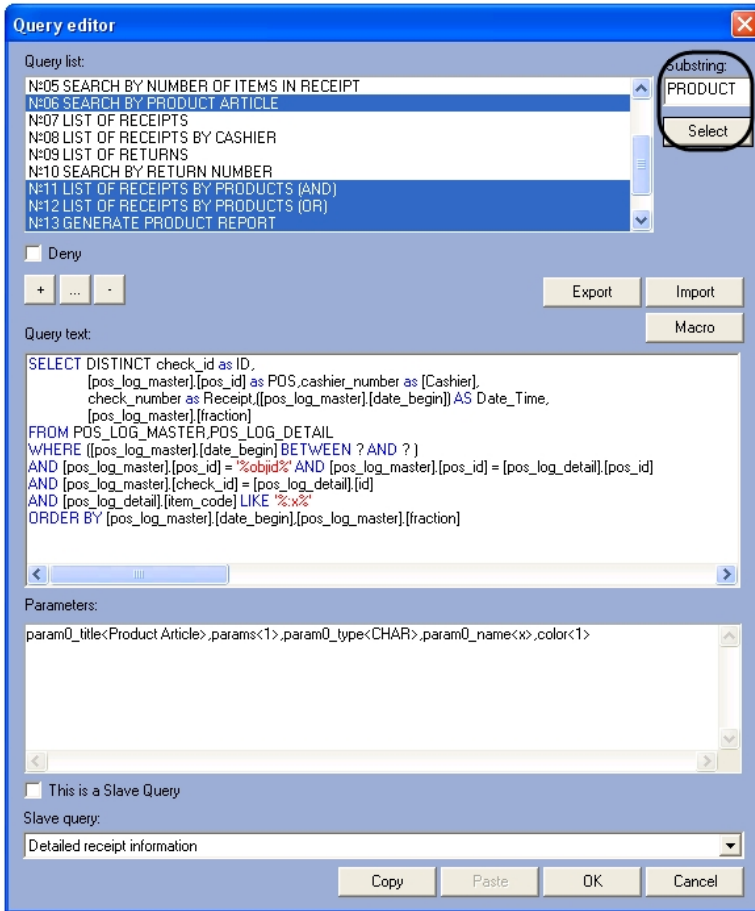 Query editor
Query list:
Substring:
№05 SEARCH BY NUMBER OF ITEMS IN RECEIPT
№06 SEARCH BY PRODUCT ARTICLE
№07 LIST OF RECEIPTS
№08 LIST OF RECEIPTS BY CASHIER
№09 LIST OF RETURNS
№10 SEARCH BY RETURN NUMBER
№11 LIST OF RECEIPTS BY PRODUCTS (AND)
№12 LIST OF RECEIPTS BY PRODUCTS (OR)
№13 GENERATE PRODUCT REPORT
PRODUCT
Select
Deny
+ ... -
Export Import
Macro
Query text:
SELECT DISTINCT check_id as ID,
[pos_log_master].[pos_id] as POS,cashier_number as [Cashier],
check_number as Receipt,([pos_log_master].[date_begin]) AS Date_Time,
[pos_log_master].[fraction]
FROM POS_LOG_MASTER,POS_LOG_DETAIL
WHERE ([pos_log_master].[date_begin] BETWEEN ? AND ? )
AND [pos_log_master].[pos_id] = '%objid%' AND [pos_log_master].[pos_id] = [pos_log_detail].[pos_id]
AND [pos_log_master].[check_id] = [pos_log_detail].[id]
AND [pos_log_detail].[item_code] LIKE '%:x%'
ORDER BY [pos_log_master].[date_begin],[pos_log_master].[fraction]
Parameters:
param0_title<Product Article>,params<1>,param0_type<CHAR>,param0_name<x>,color<1>
This is a Slave Query
Slave query:
Detailed receipt information
Copy Paste OK Cancel